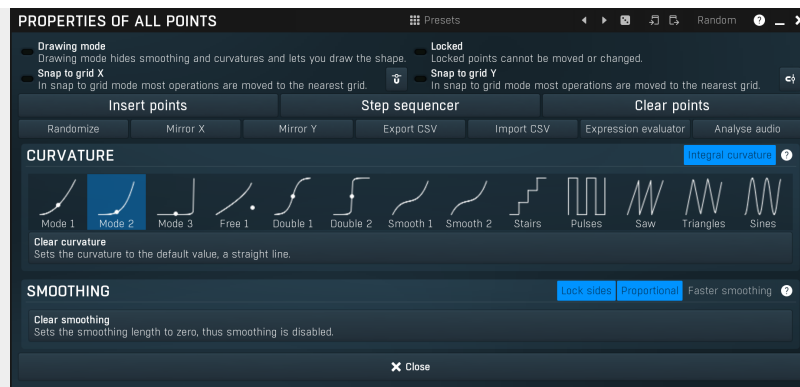 PROPERTIES OF ALL POINTS Presets Random ?
Drawing mode
Drawing mode hides smoothing and curvatures and lets you draw the shape.
Locked
Locked points cannot be moved or changed.
Snap to grid X
In snap to grid mode most operations are moved to the nearest grid.
Snap to grid Y
In snap to grid mode most operations are moved to the nearest grid.
Insert points Step sequencer Clear points
Randomize Mirror X Mirror Y Export CSV Import CSV Expression evaluator Analyse audio
CURVATURE Integral curvature ?
Mode 1 Mode 2 Mode 3 Free 1 Double 1 Double 2 Smooth 1 Smooth 2 Stairs Pulses Saw Triangles Sines
Clear curvature
Sets the curvature to the default value, a straight line.
SMOOTHING Lock sides Proportional Faster smoothing ?
Clear smoothing
Sets the smoothing length to zero, thus smoothing is disabled.
Close